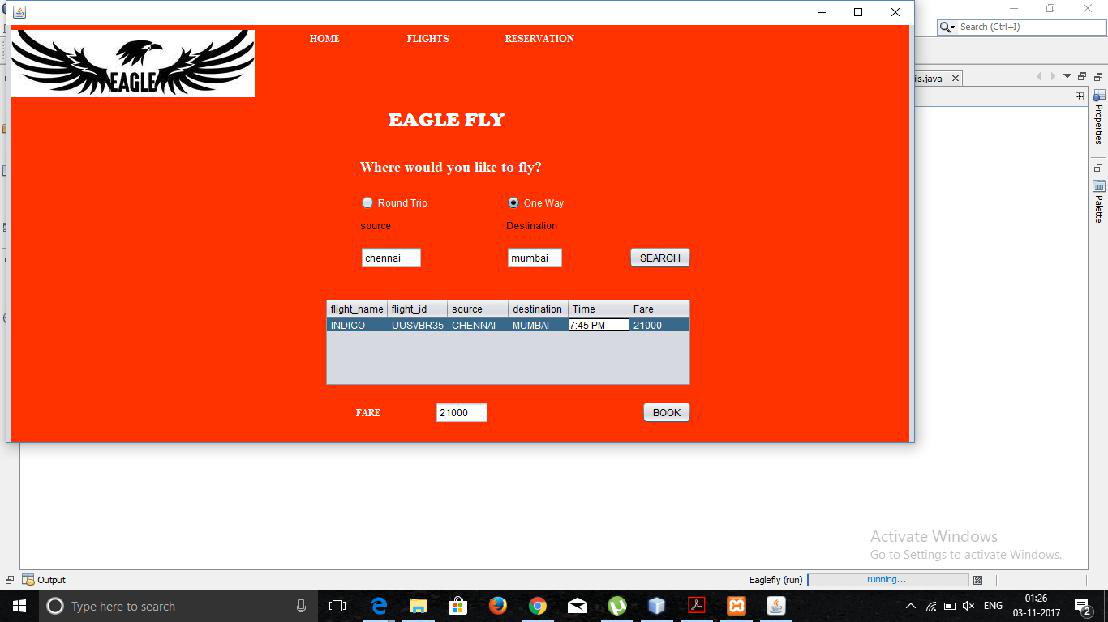 Search (Ctrl+I)
HOME FLIGHTS RESERVATION
EAGLE
is.java
EAGLE FLY
Properties
Where would you like to fly?
Palette
Round Trip One Way
source Destination
chennai mumbai SEARCH
flight_name flight_id source destination Time Fare
INDIGO UUSVBR35 CHENNAI MUMBAI 7:45 PM 21000
FARE 21000 BOOK
Activate Windows
Go to Settings to activate Windows.
Output Eaglefly (run) running...
Type here to search ENG 01:26
03-11-2017 2